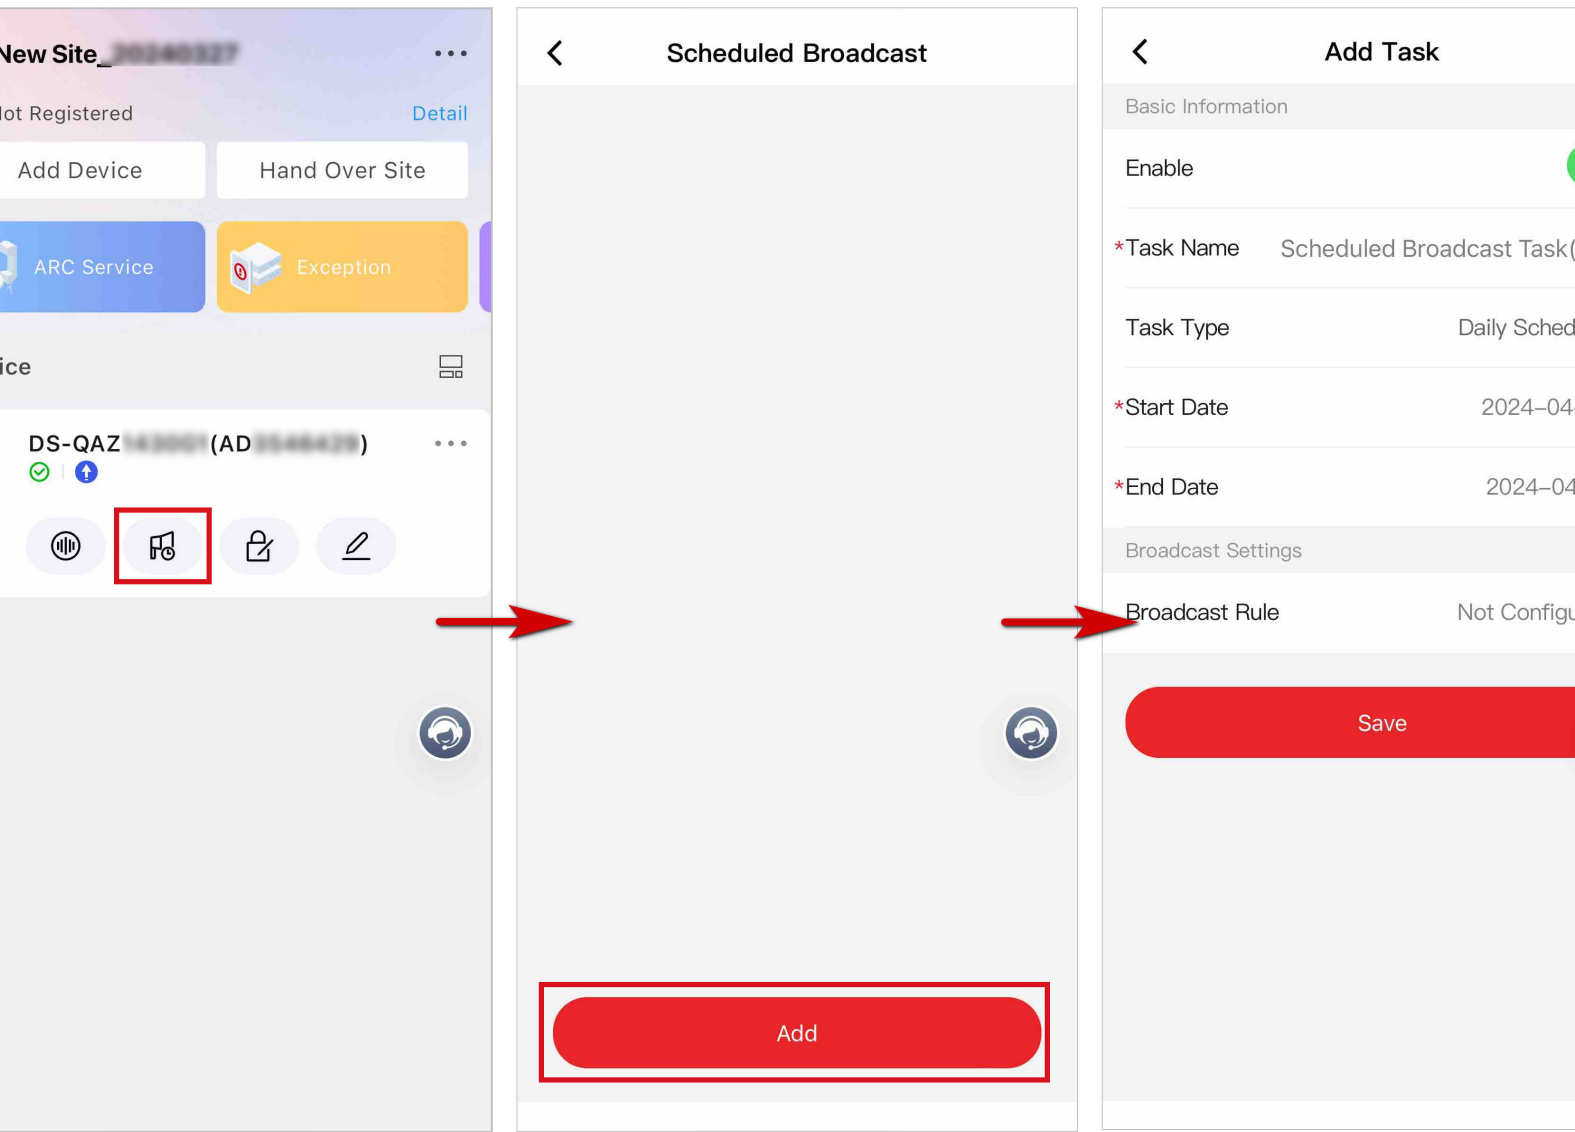 New Site_
ot Registered
Detail
Add Device
Hand Over Site
ARC Service
Exception
ice
DS-QAZ (AD )
Scheduled Broadcast
Add
Add Task
Basic Information
Enable
*Task Name Scheduled Broadcast Task(
Task Type Daily Sched
*Start Date 2024-04-
*End Date 2024-04
Broadcast Settings
Broadcast Rule Not Configu
Save